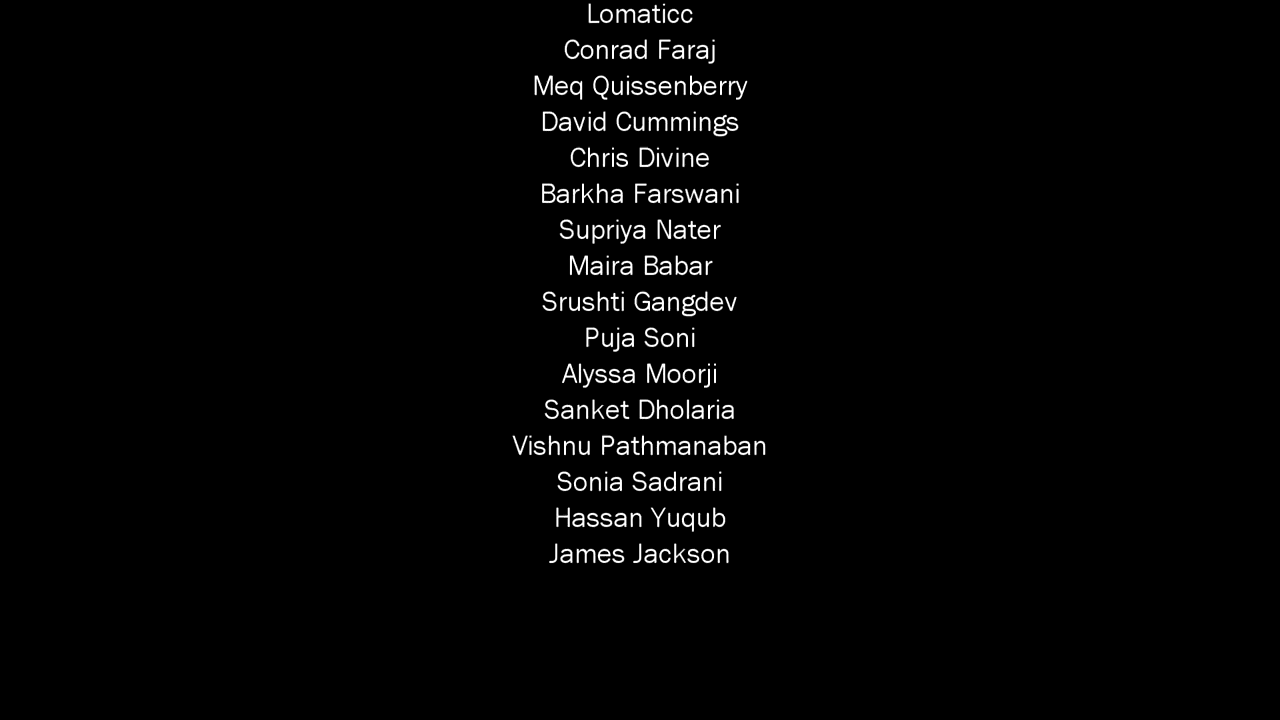 Lomaticc
Conrad Faraj
Meq Quissenberry
David Cummings
Chris Divine
Barkha Farswani
Supriya Nater
Maira Babar
Srushti Gangdev
Puja Soni
Alyssa Moorji
Sanket Dholaria
Vishnu Pathmanaban
Sonia Sadrani
Hassan Yuqub
James Jackson